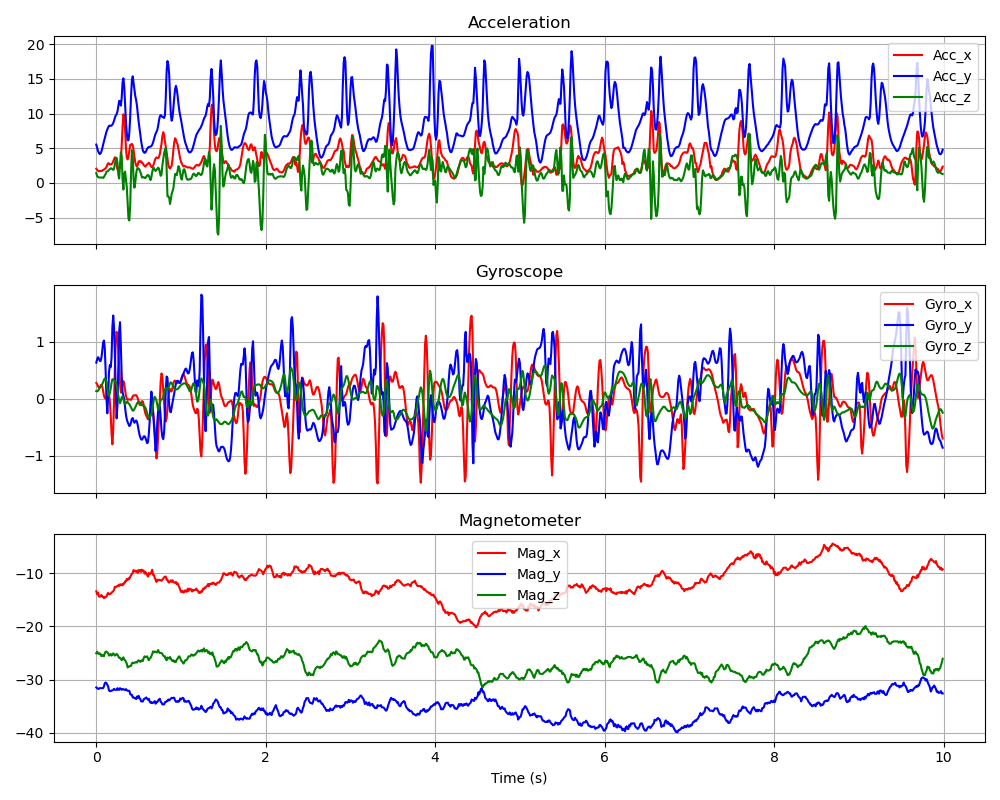 Acceleration
20
15
10
5
0
−5
Acc_x
Acc_y
Acc_z
Gyroscope
1
0
−1
Gyro_x
Gyro_y
Gyro_z
Magnetometer
−10
−20
−30
−40
Mag_x
Mag_y
Mag_z
0 2 4 6 8 10
Time (s)